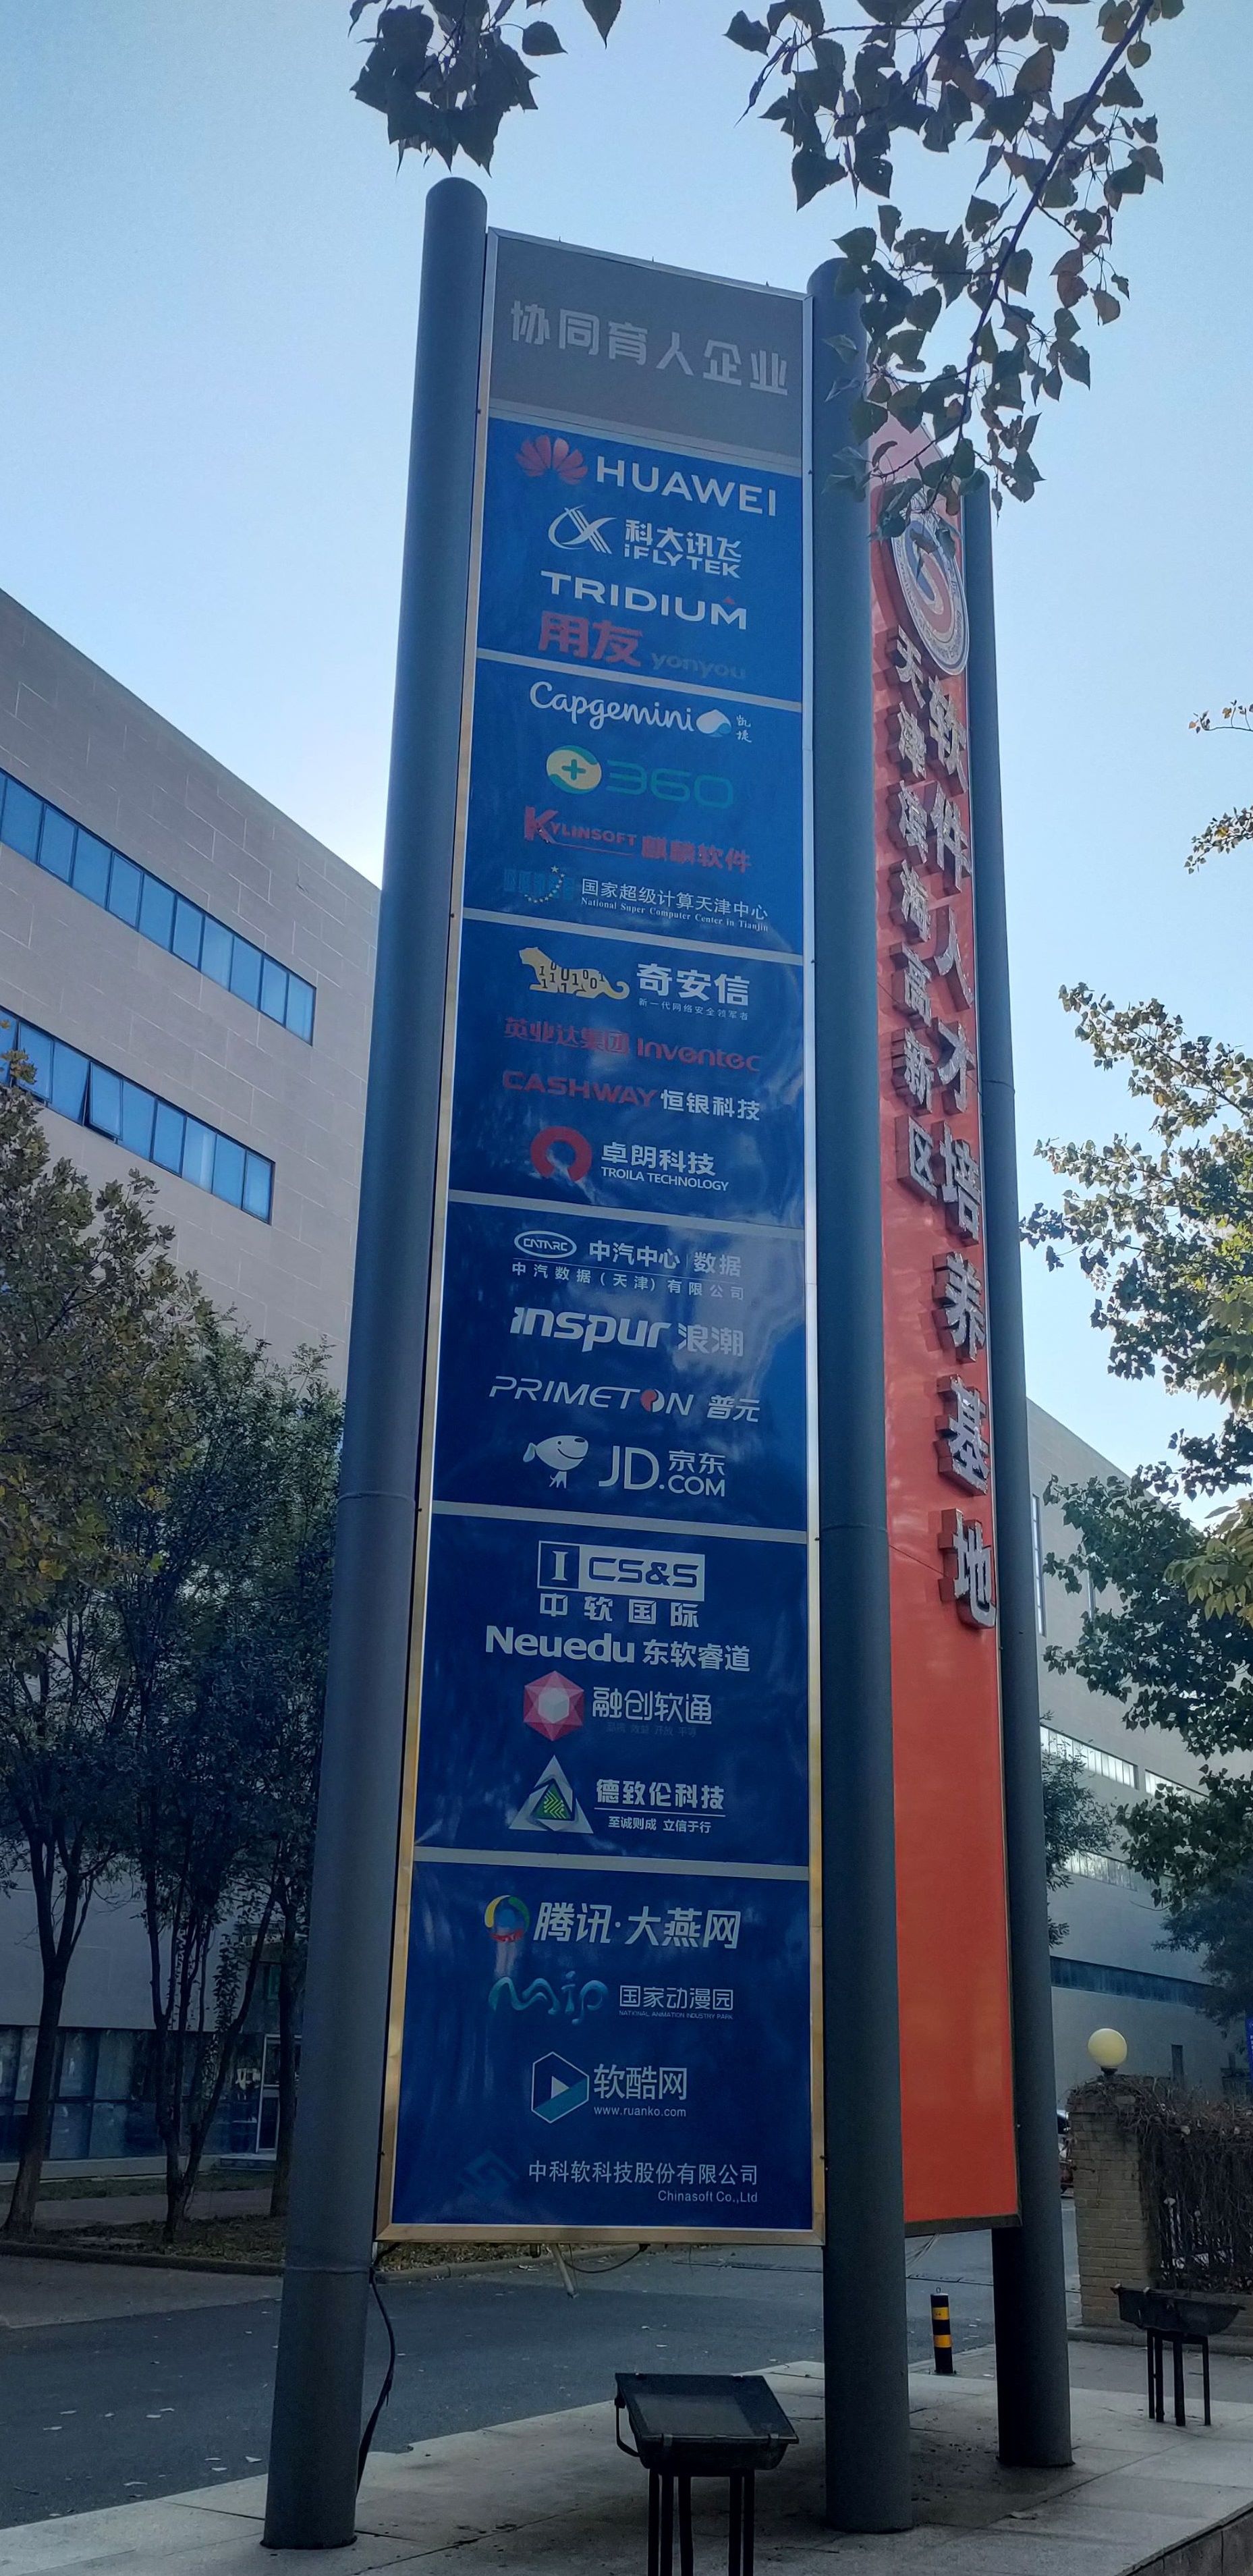 协同育人企业
HUAWEI
科大讯飞
iFLYTEK
TRIDIUM
用友 yonyou
Capgemini 凯捷
360
KYLINSOFT 麒麟软件
国家超级计算天津中心
National Super Computer Center in Tianjin
奇安信
新一代网络安全领军者
英业达集团 Inventec
CASHWAY 恒银科技
卓朗科技
TROILA TECHNOLOGY
CATARC 中汽中心 数据
中汽数据(天津)有限公司
inspur 浪潮
PRIMETON 普元
JD.COM 京东
CS&S
中软国际
Neuedu 东软睿道
融创软通
德致伦科技
至诚则成 立信于行
腾讯·大燕网
mip 国家动漫园
NATIONAL ANIMATION INDUSTRY PARK
软酷网
www.ruanko.com
中科软科技股份有限公司
Chinasoft Co.,Ltd
天津滨海高新区
软件人才培养基地